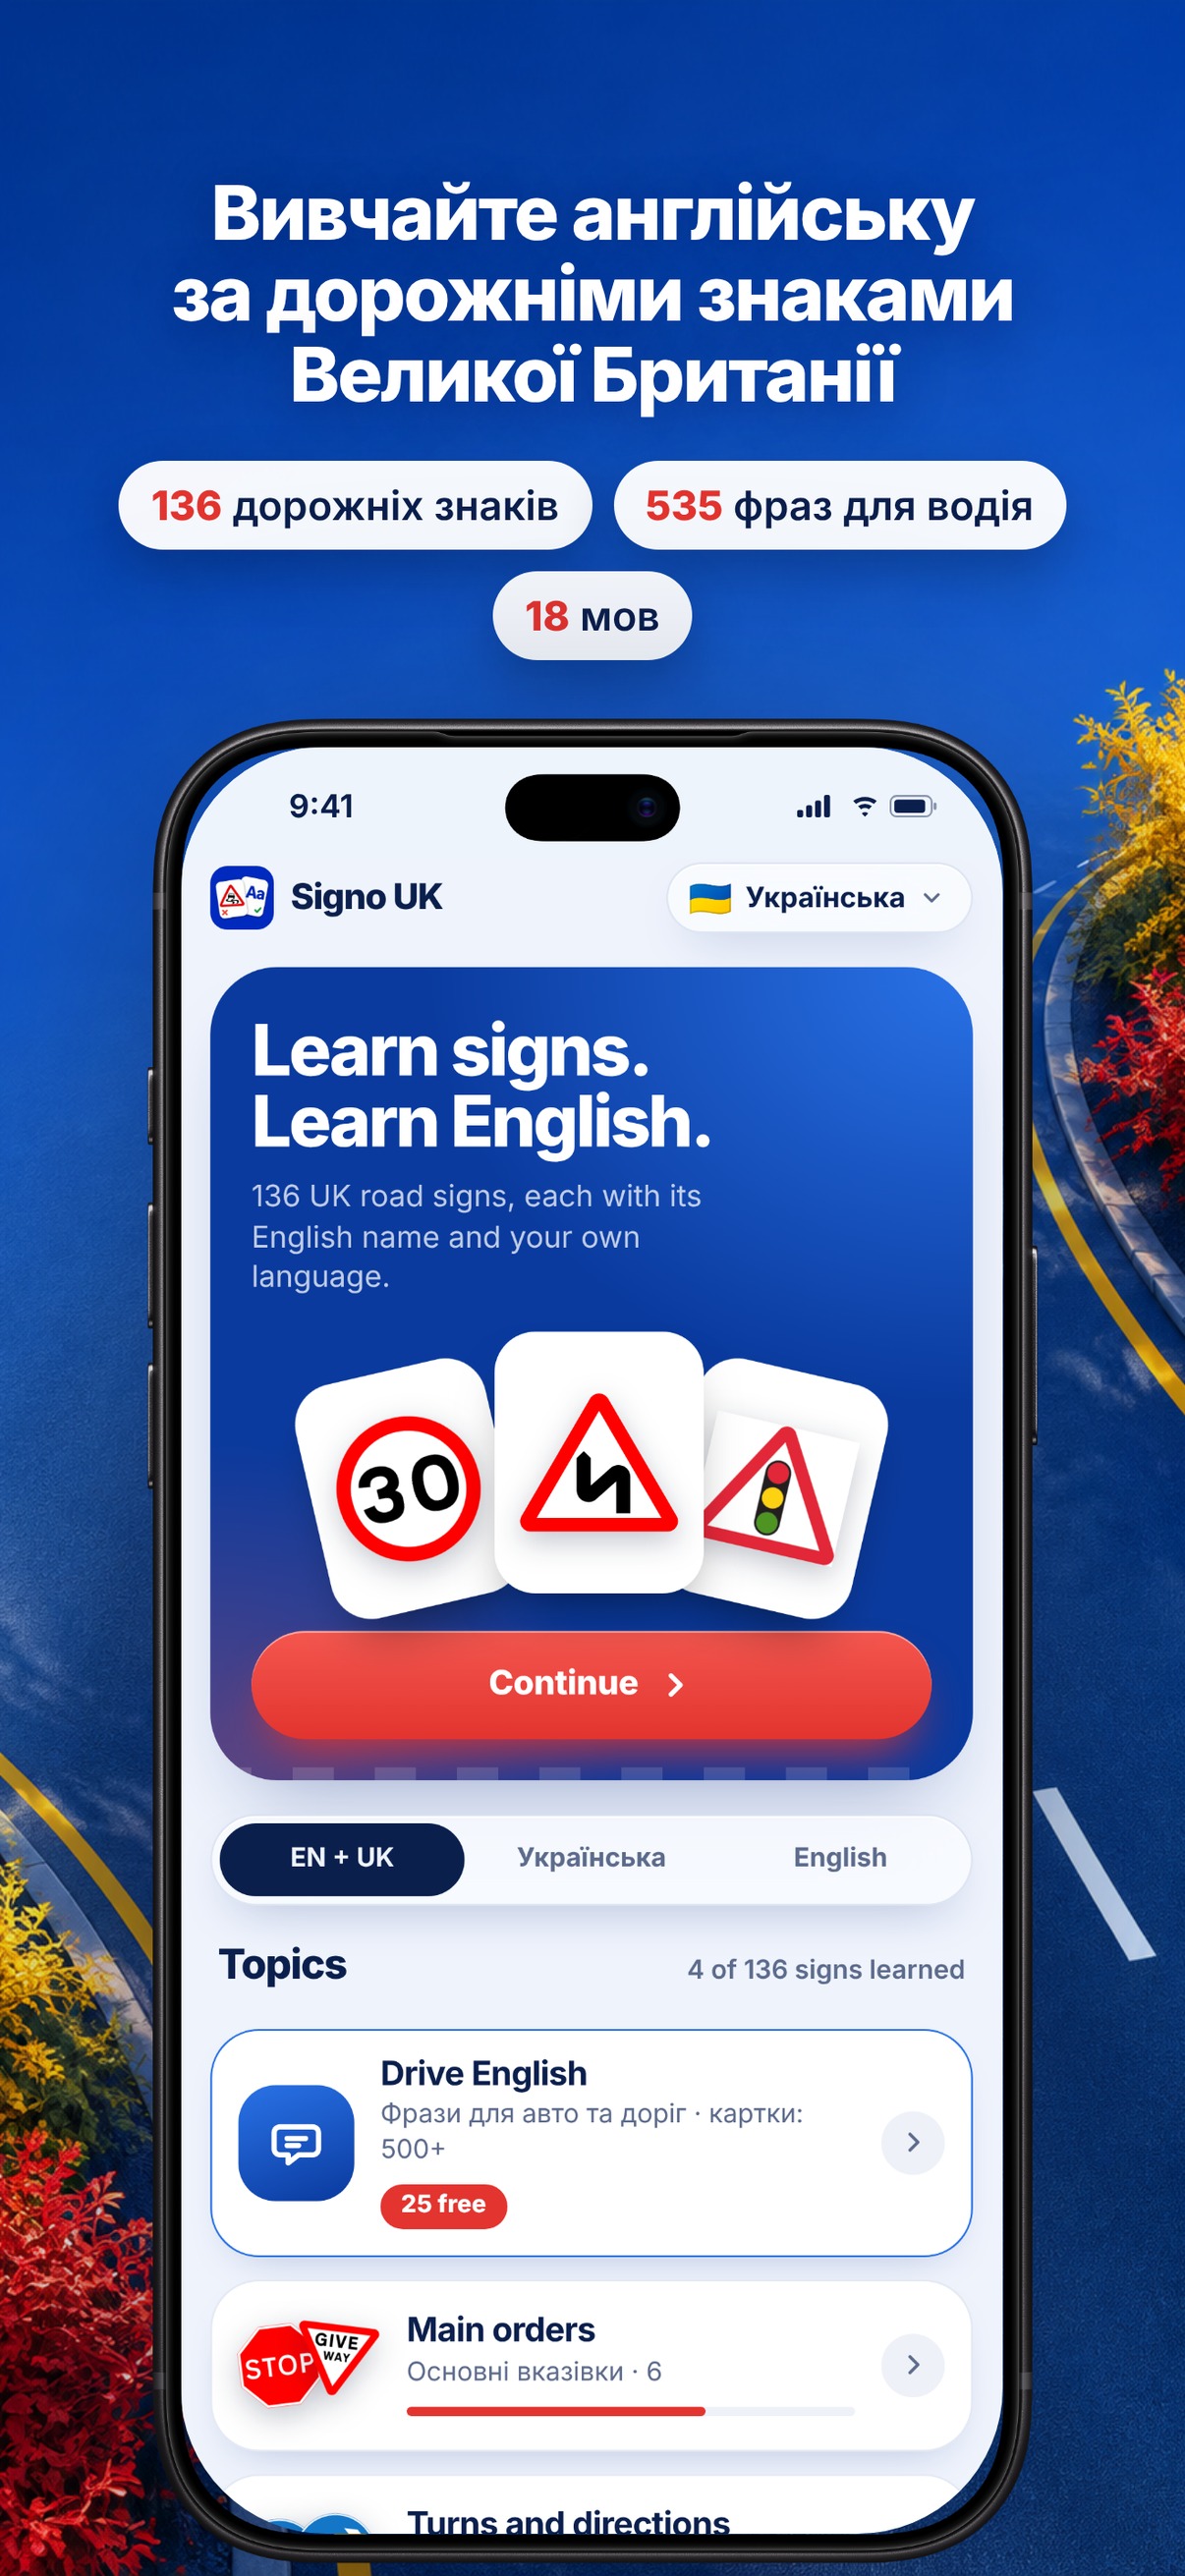 Вивчайте англійську
за дорожніми знаками
Великої Британії
136 дорожніх знаків
535 фраз для водія
18 мов
9:41
Aa
Signo UK
Українська
Learn signs.
Learn English.
136 UK road signs, each with its
English name and your own
language.
30
Continue
EN + UK
Українська
English
Topics
4 of 136 signs learned
Drive English
Фрази для авто та доріг · картки:
500+
25 free
STOP
GIVE
WAY
Main orders
Основні вказівки · 6
Turns and directions